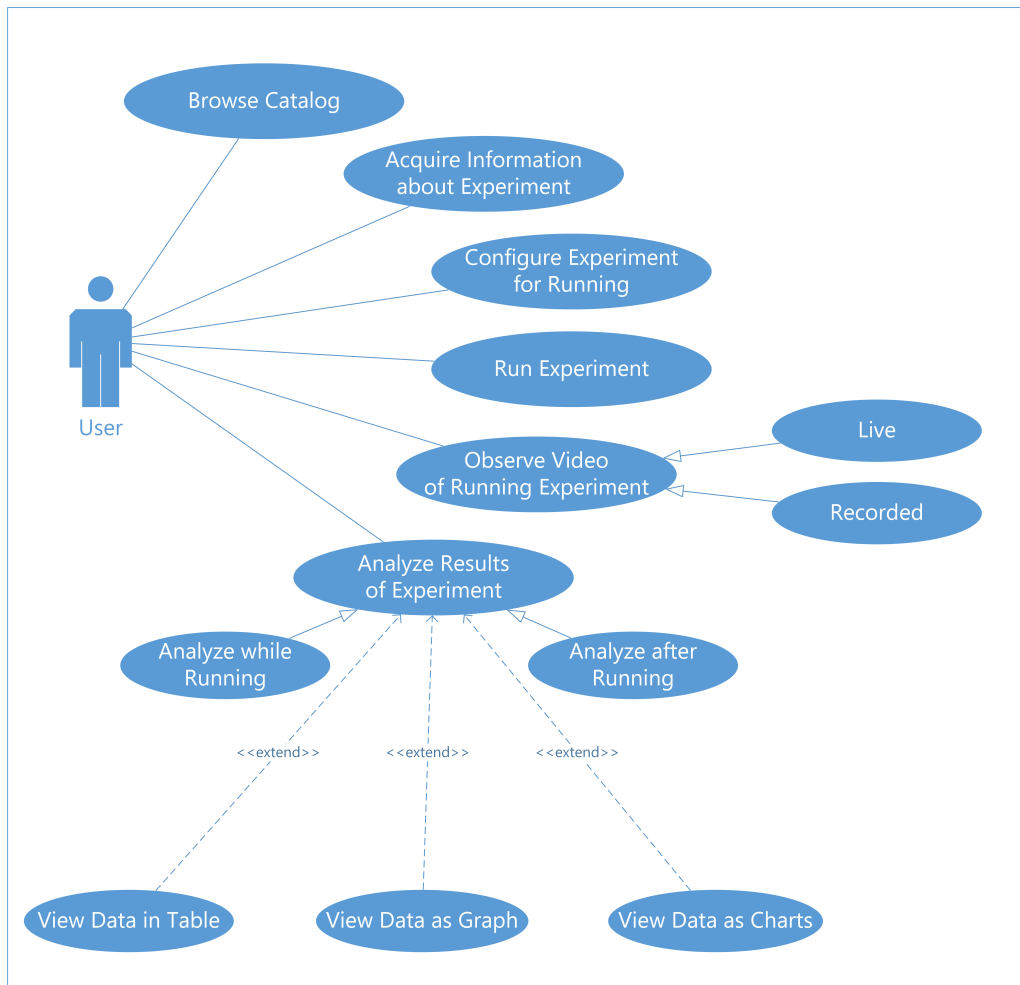 Browse Catalog
Acquire Information
about Experiment
Configure Experiment
for Running
Run Experiment
User
Live
Observe Video
of Running Experiment
Recorded
Analyze Results
of Experiment
Analyze while
Running
Analyze after
Running
<<extend>>
<<extend>>
<<extend>>
View Data in Table
View Data as Graph
View Data as Charts